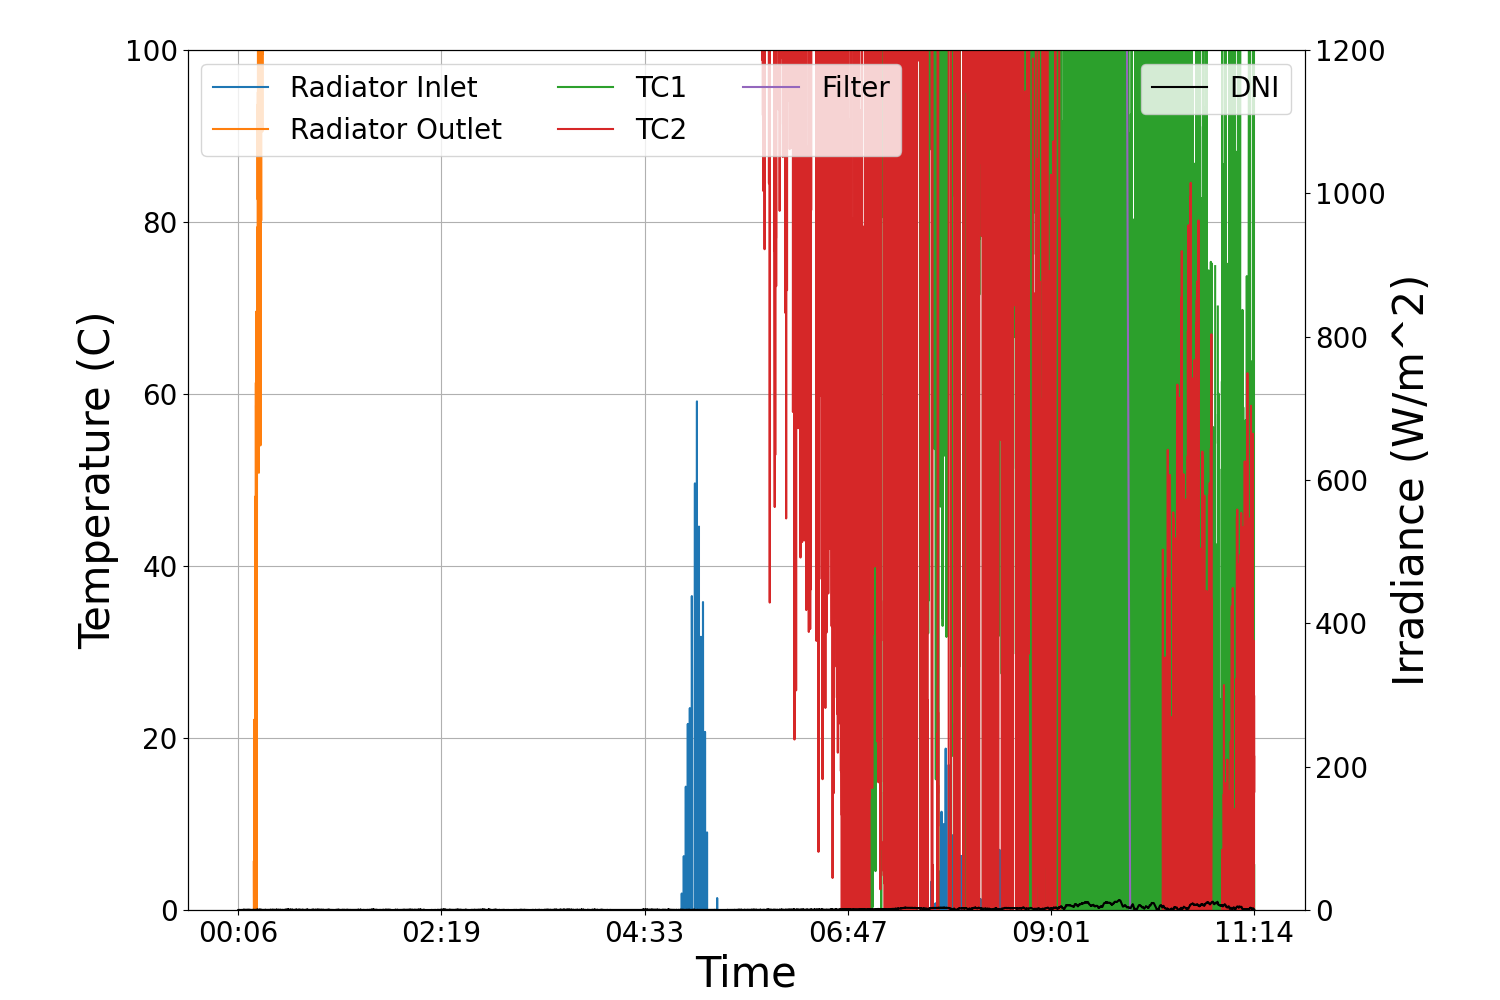 100
80
60
40
20
0
Temperature (C)
Radiator Inlet
Radiator Outlet
TC1
TC2
Filter
DNI
1200
1000
800
600
400
200
0
Irradiance (W/m^2)
00:06 02:19 04:33 06:47 09:01 11:14
Time